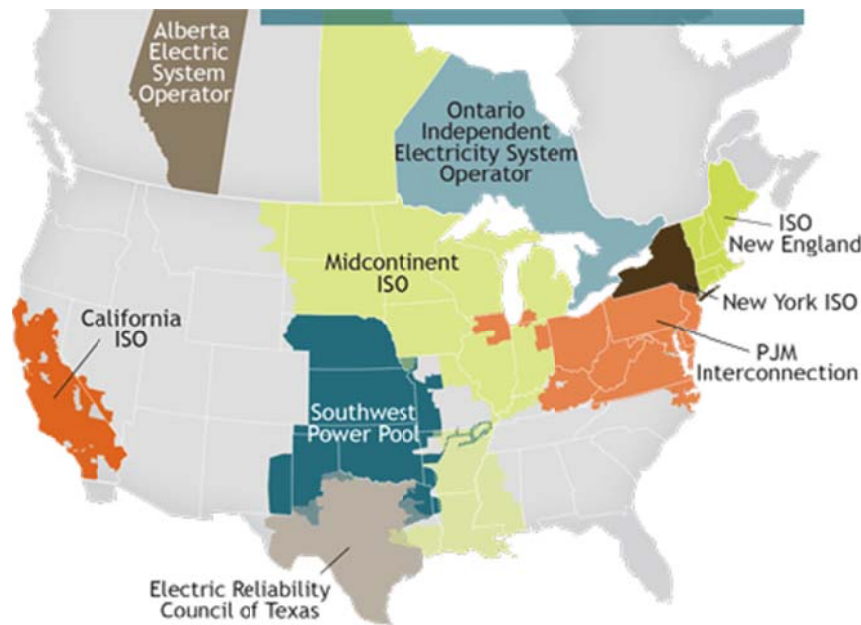 Alberta
Electric
System
Operator
Ontario
Independent
Electricity System
Operator
ISO
New England
Midcontinent
ISO
New York ISO
California
ISO
PJM
Interconnection
Southwest
Power Pool
Electric Reliability
Council of Texas